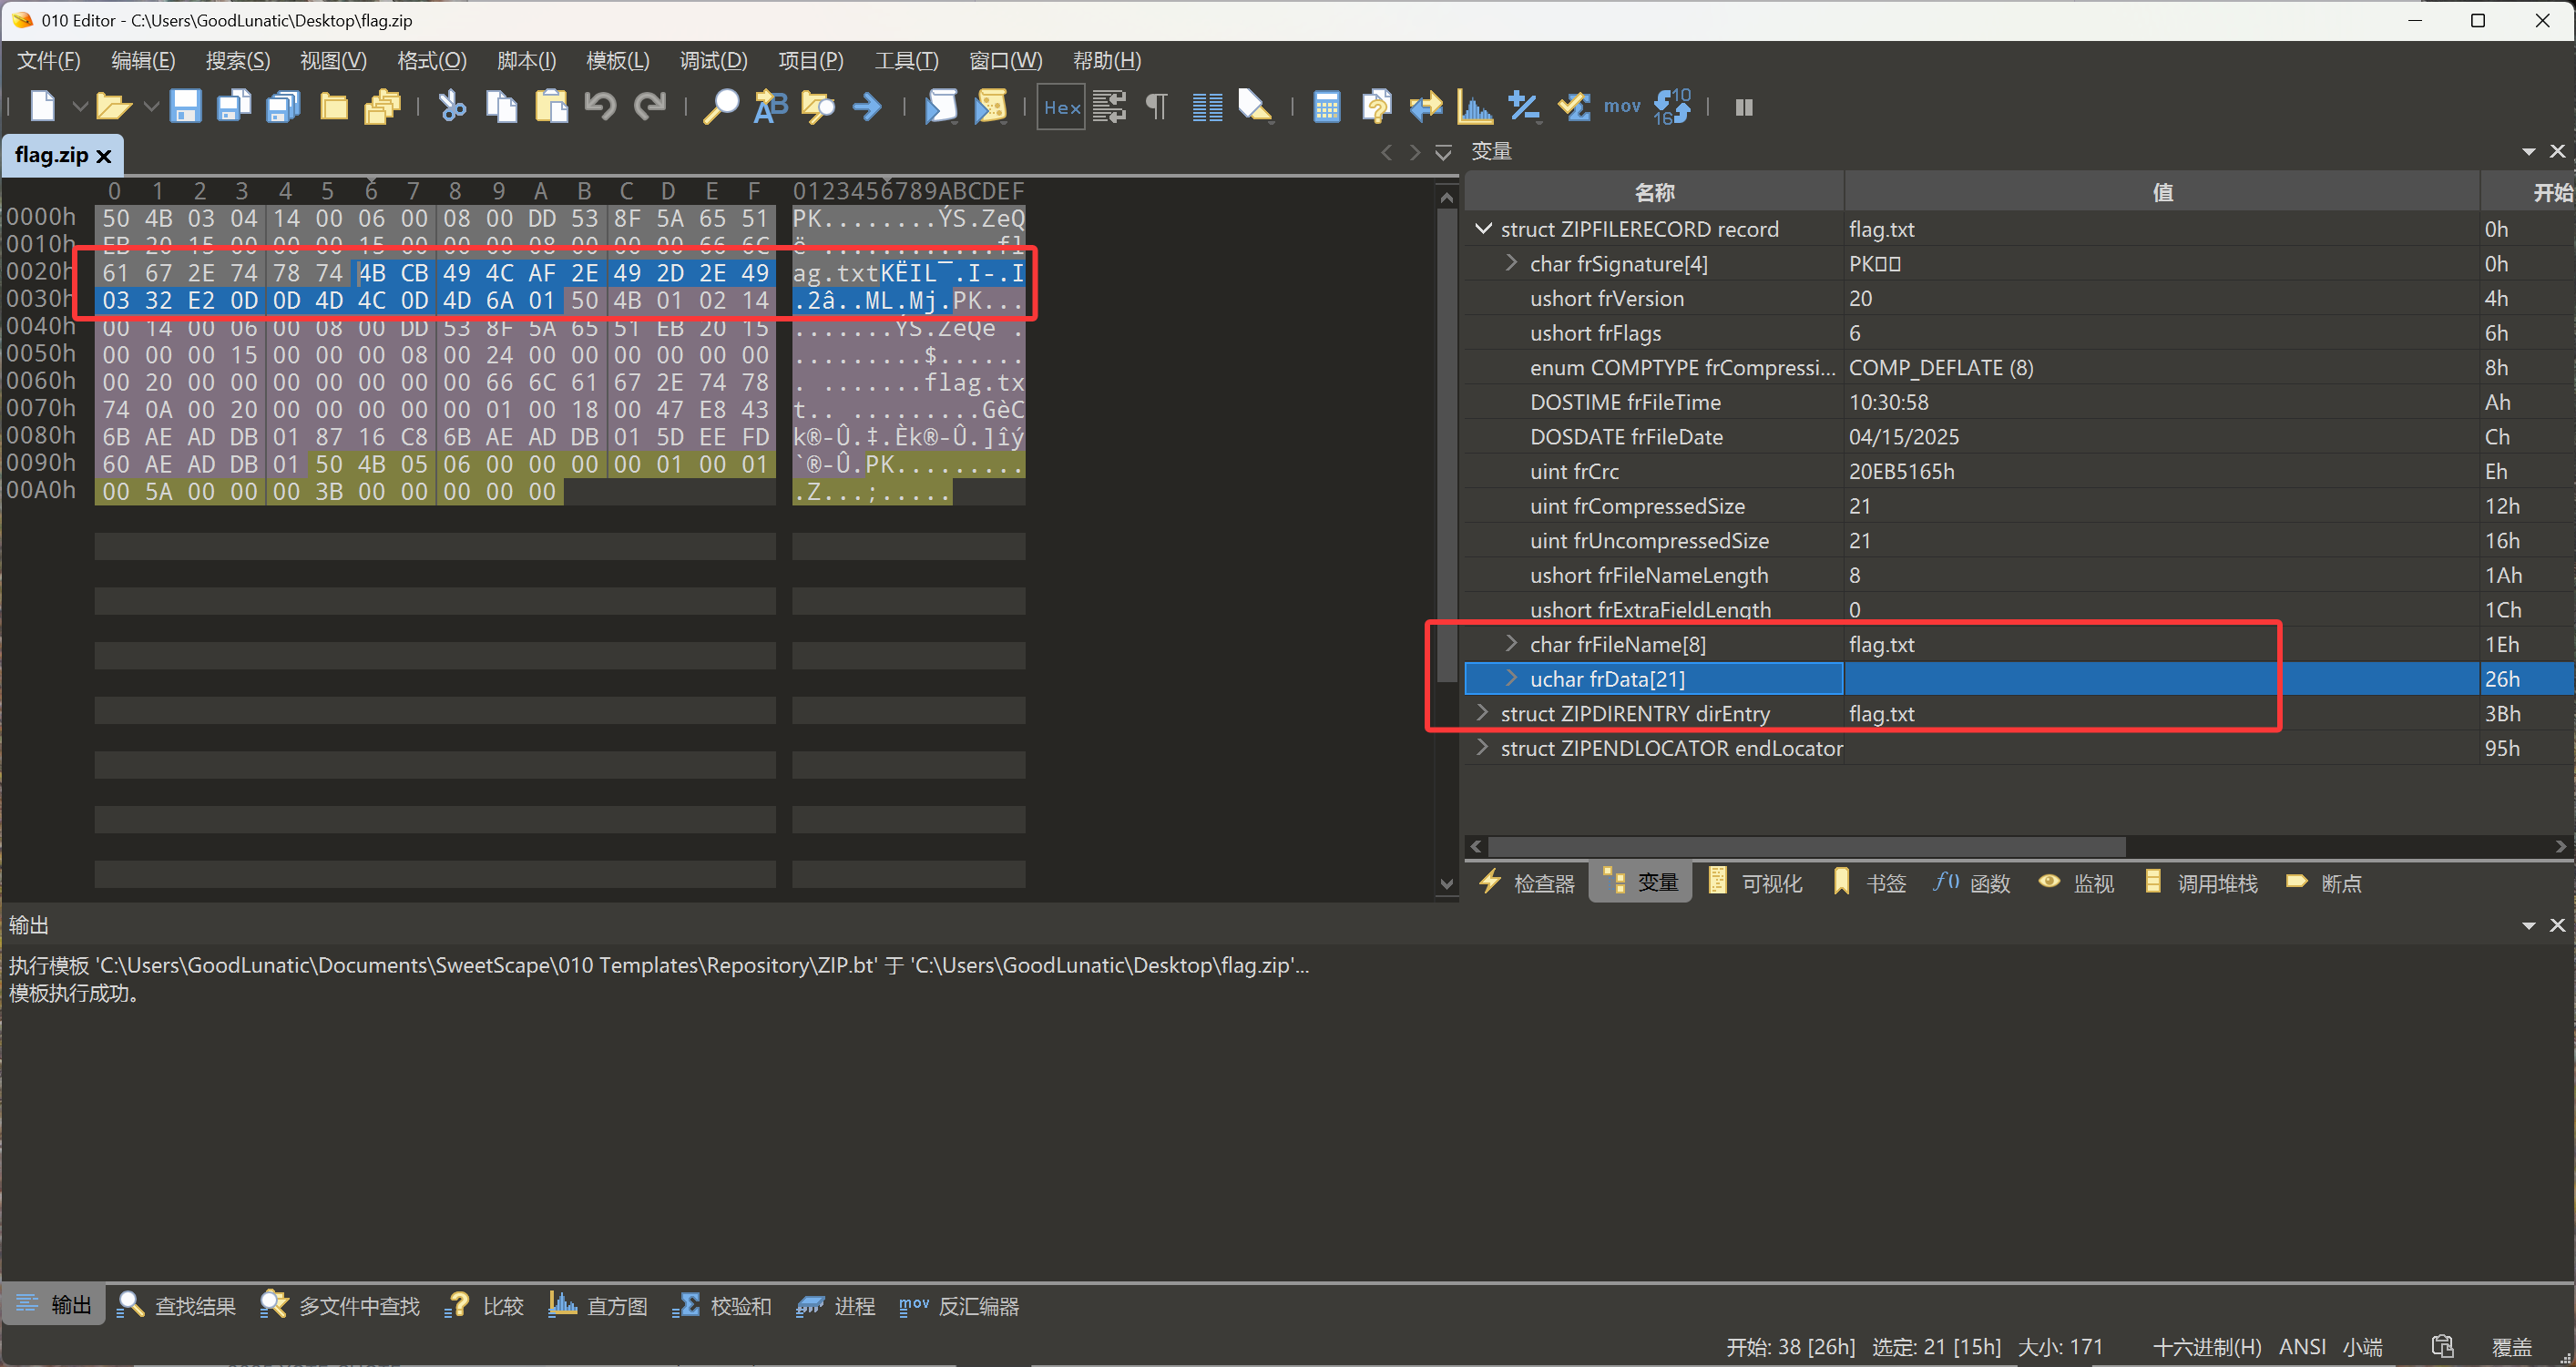 010 Editor - C:\Users\GoodLunatic\Desktop\flag.zip
文件(F) 编辑(E) 搜索(S) 视图(V) 格式(O) 脚本(I) 模板(L) 调试(D) 项目(P) 工具(T) 窗口(W) 帮助(H)
Hex mov 10 16
flag.zip
0 1 2 3 4 5 6 7 8 9 A B C D E F 0123456789ABCDEF
0000h 50 4B 03 04 14 00 06 00 08 00 DD 53 8F 5A 65 51 PK........ÝS.ZeQ
0010h EB 20 15 00 00 00 15 00 00 00 08 00 00 00 66 6C ë .............fl
0020h 61 67 2E 74 78 74 4B CB 49 4C AF 2E 49 2D 2E 49 ag.txtKËIL¯.I-.I
0030h 03 32 E2 0D 0D 4D 4C 0D 4D 6A 01 50 4B 01 02 14 .2â..ML.Mj.PK...
0040h 00 14 00 06 00 08 00 DD 53 8F 5A 65 51 EB 20 15 .......ÝS.ZeQë .
0050h 00 00 00 15 00 00 00 08 00 24 00 00 00 00 00 00 .........$......
0060h 00 20 00 00 00 00 00 00 00 66 6C 61 67 2E 74 78 . .......flag.tx
0070h 74 0A 00 20 00 00 00 00 00 01 00 18 00 47 E8 43 t.. .........GèC
0080h 6B AE AD DB 01 87 16 C8 6B AE AD DB 01 5D EE FD k®-Û.‡.Èk®-Û.]îý
0090h 60 AE AD DB 01 50 4B 05 06 00 00 00 00 01 00 01 `®-Û.PK.........
00A0h 00 5A 00 00 00 3B 00 00 00 00 00 .Z...;.....
变量
名称 值 开始
struct ZIPFILERECORD record flag.txt 0h
char frSignature[4] PK 0h
ushort frVersion 20 4h
ushort frFlags 6 6h
enum COMPTYPE frCompressi... COMP_DEFLATE (8) 8h
DOSTIME frFileTime 10:30:58 Ah
DOSDATE frFileDate 04/15/2025 Ch
uint frCrc 20EB5165h Eh
uint frCompressedSize 21 12h
uint frUncompressedSize 21 16h
ushort frFileNameLength 8 1Ah
ushort frExtraFieldLength 0 1Ch
char frFileName[8] flag.txt 1Eh
uchar frData[21] 26h
struct ZIPDIRENTRY dirEntry flag.txt 3Bh
struct ZIPENDLOCATOR endLocator 95h
检查器 变量 可视化 书签 f() 函数 监视 调用堆栈 断点
输出
执行模板 'C:\Users\GoodLunatic\Documents\SweetScape\010 Templates\Repository\ZIP.bt' 于 'C:\Users\GoodLunatic\Desktop\flag.zip'...
模板执行成功。
输出 查找结果 多文件中查找 比较 直方图 校验和 进程 mov 反汇编器
开始: 38 [26h] 选定: 21 [15h] 大小: 171 十六进制(H) ANSI 小端 覆盖